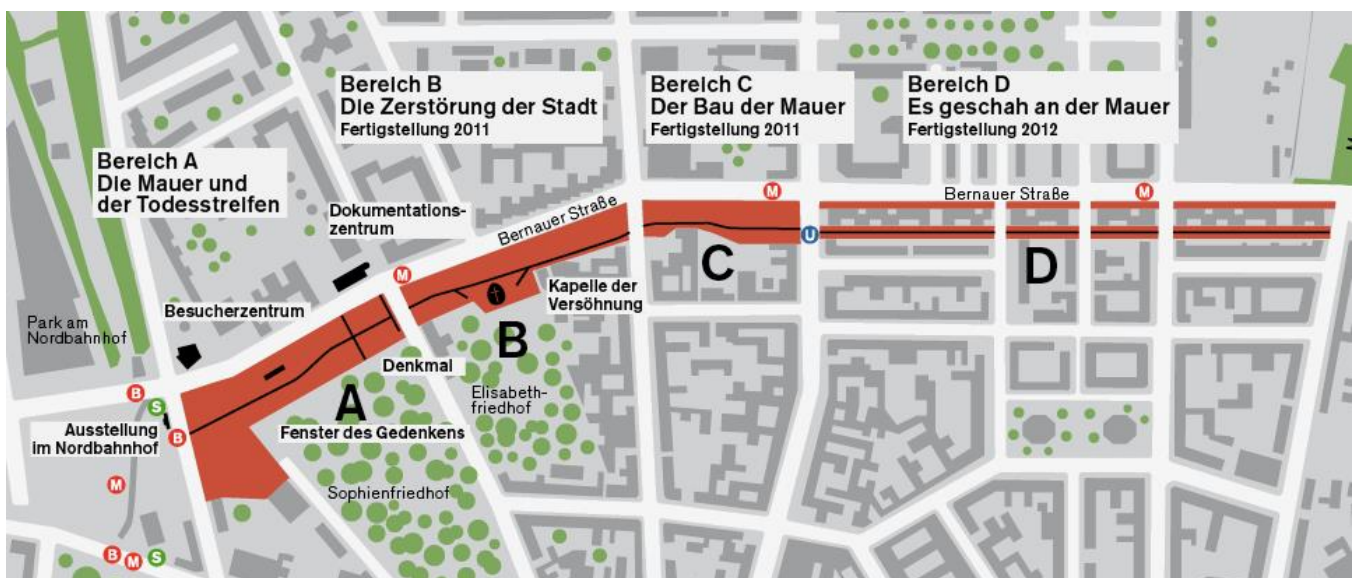 Bereich B
Die Zerstörung der Stadt
Fertigstellung 2011
Bereich C
Der Bau der Mauer
Fertigstellung 2011
Bereich D
Es geschah an der Mauer
Fertigstellung 2012
Bereich A
Die Mauer und
der Todesstreifen
Dokumentations-
zentrum
Bernauer Straße
M
M
Bernauer Straße
U
C
D
M
Kapelle der
Versöhnung
Besucherzentrum
Park am
Nordbahnhof
B
Denkmal
Elisabeth-
friedhof
A
B
S
Ausstellung
im Nordbahnhof
B
Fenster des Gedenkens
M
Sophienfriedhof
B
M
S